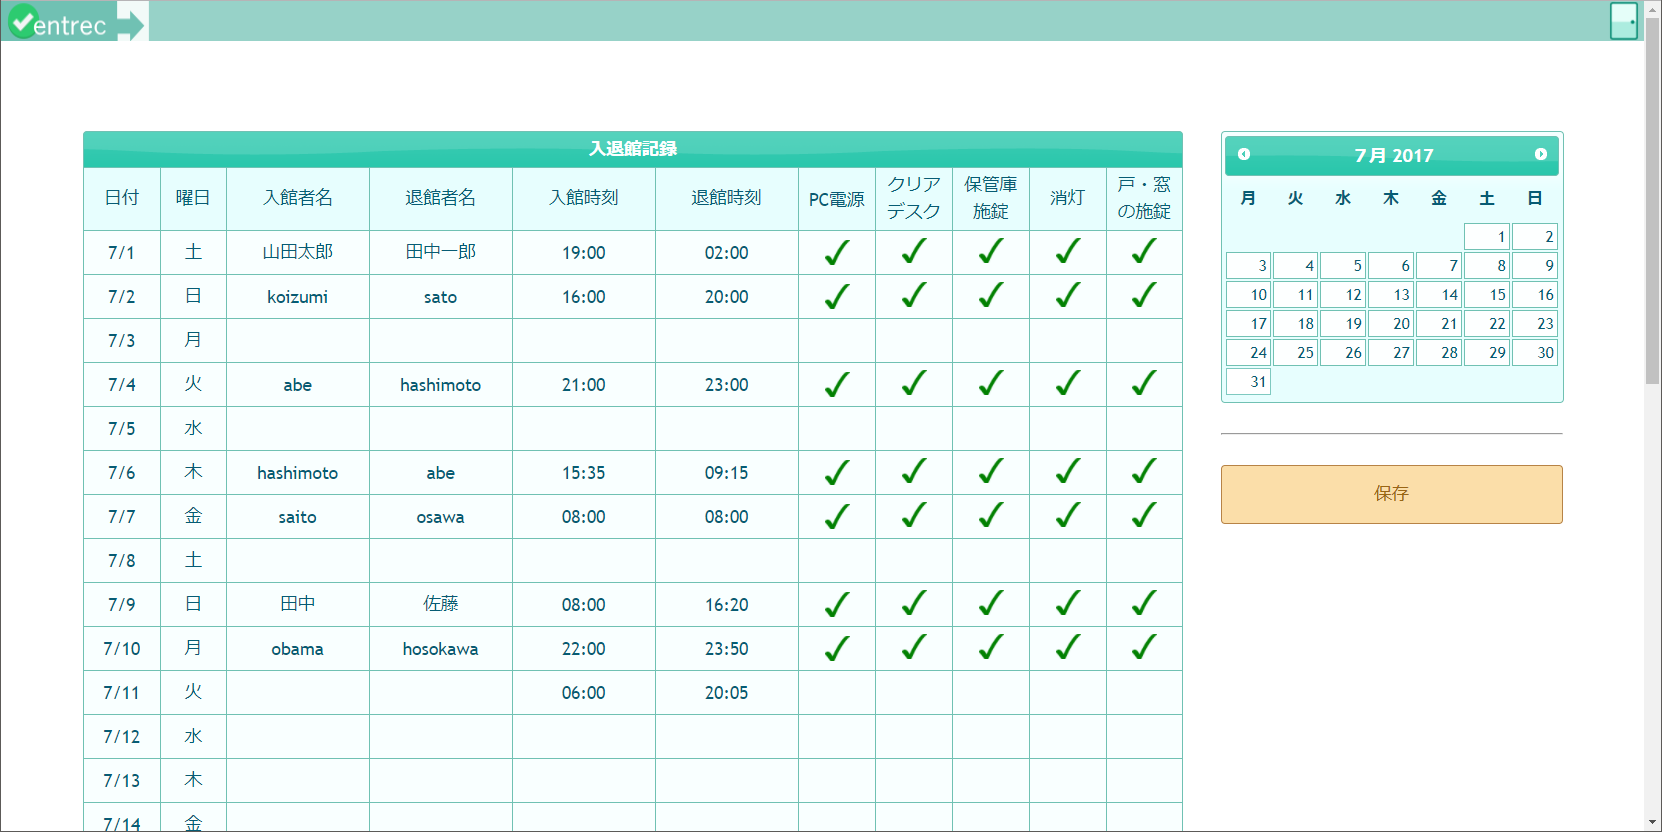 entrec
入退館記録
日付 曜日 入館者名 退館者名 入館時刻 退館時刻 PC電源 クリアデスク 保管庫施錠 消灯 戸・窓の施錠
7/1 土 山田太郎 田中一郎 19:00 02:00
7/2 日 koizumi sato 16:00 20:00
7/3 月
7/4 火 abe hashimoto 21:00 23:00
7/5 水
7/6 木 hashimoto abe 15:35 09:15
7/7 金 saito osawa 08:00 08:00
7/8 土
7/9 日 田中 佐藤 08:00 16:20
7/10 月 obama hosokawa 22:00 23:50
7/11 火 06:00 20:05
7/12 水
7/13 木
7/14 金
7月 2017
月 火 水 木 金 土 日
1 2
3 4 5 6 7 8 9
10 11 12 13 14 15 16
17 18 19 20 21 22 23
24 25 26 27 28 29 30
31
保存